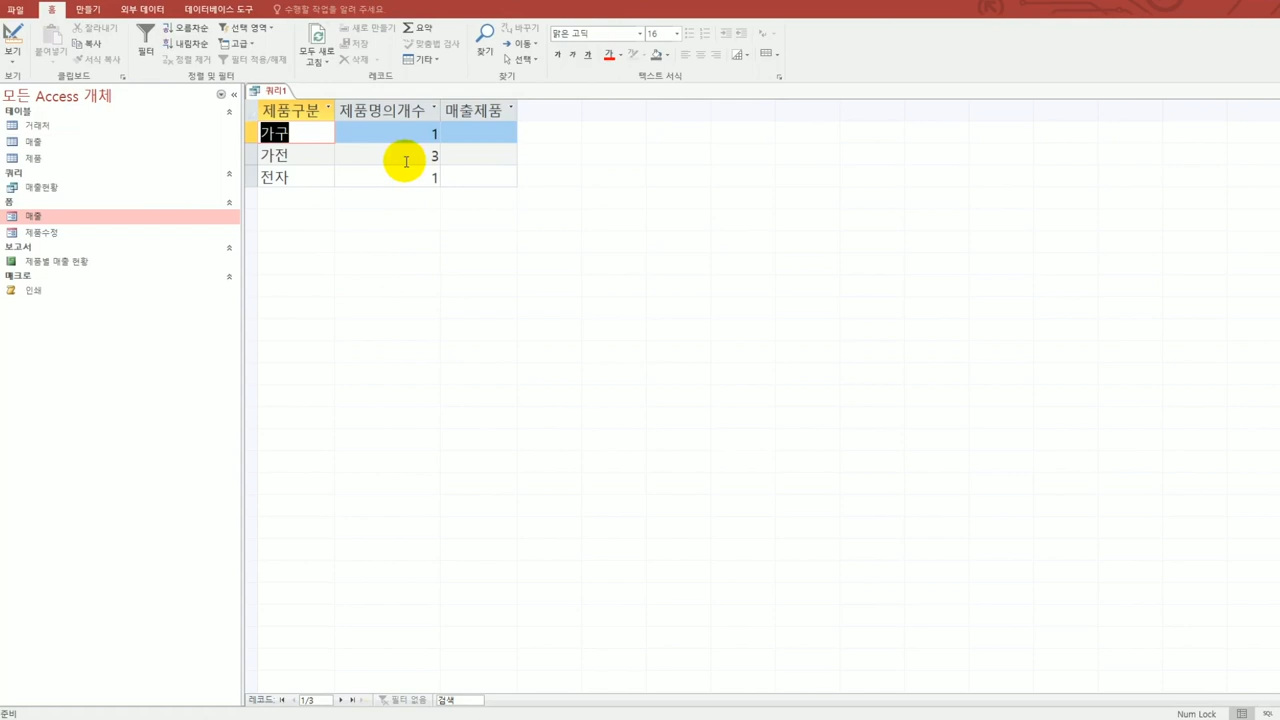 파일 홈 만들기 외부 데이터 데이터베이스 도구 수행할 작업을 알려 주세요.
보기
보기
붙여넣기
잘라내기
복사
서식 복사
클립보드
필터
오름차순
내림차순
정렬 제거
선택 영역
고급
필터 적용/해제
정렬 및 필터
모두 새로 고침
새로 만들기
저장
삭제
요약
맞춤법 검사
기타
레코드
찾기
바꾸기
이동
선택
찾기
맑은 고딕 16
가 가 가 가
텍스트 서식
모든 Access 개체
테이블
거래처
매출
제품
쿼리
매출현황
폼
매출
제품수정
보고서
제품별 매출 현황
매크로
인쇄
쿼리1
제품구분 제품명의개수 매출제품
가구 1
가전 3
전자 1
레코드: 1/3 필터 없음 검색
준비 Num Lock SQL